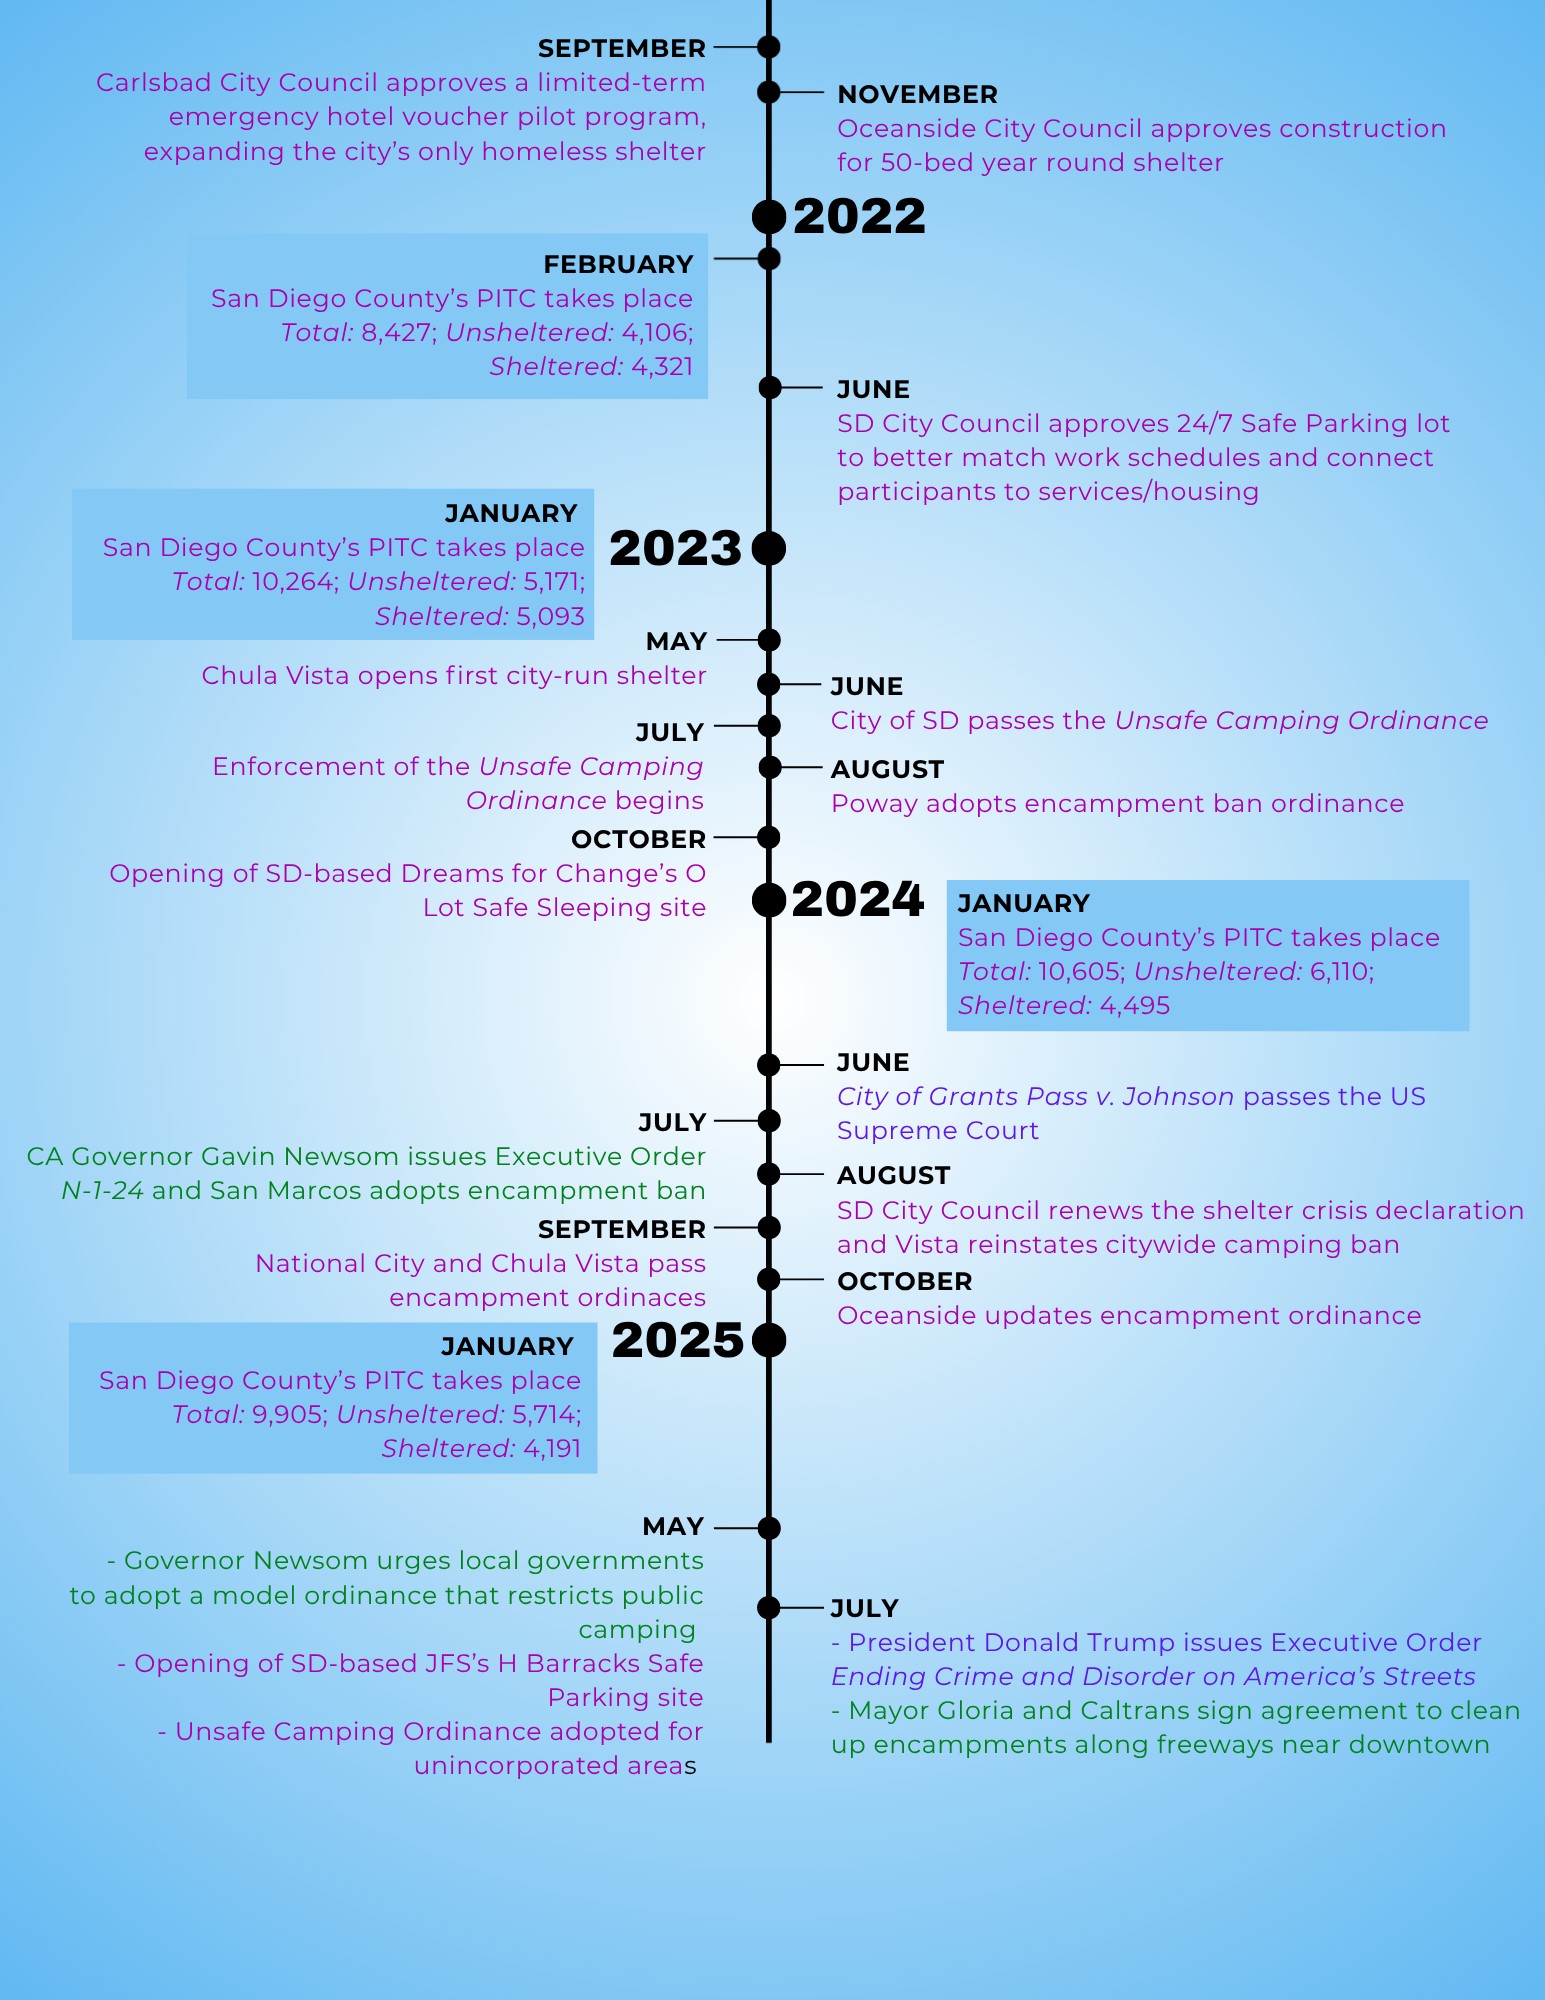 SEPTEMBER
Carlsbad City Council approves a limited-term
emergency hotel voucher pilot program,
expanding the city's only homeless shelter
NOVEMBER
Oceanside City Council approves construction
for 50-bed year round shelter
2022
FEBRUARY
San Diego County's PITC takes place
Total: 8,427; Unsheltered: 4,106;
Sheltered: 4,321
JUNE
SD City Council approves 24/7 Safe Parking lot
to better match work schedules and connect
participants to services/housing
2023
JANUARY
San Diego County's PITC takes place
Total: 10,264; Unsheltered: 5,171;
Sheltered: 5,093
MAY
Chula Vista opens first city-run shelter
JUNE
City of SD passes the Unsafe Camping Ordinance
JULY
Enforcement of the Unsafe Camping
Ordinance begins
AUGUST
Poway adopts encampment ban ordinance
OCTOBER
Opening of SD-based Dreams for Change's O
Lot Safe Sleeping site
2024
JANUARY
San Diego County's PITC takes place
Total: 10,605; Unsheltered: 6,110;
Sheltered: 4,495
JUNE
City of Grants Pass v. Johnson passes the US
Supreme Court
JULY
CA Governor Gavin Newsom issues Executive Order
N-1-24 and San Marcos adopts encampment ban
AUGUST
SD City Council renews the shelter crisis declaration
and Vista reinstates citywide camping ban
SEPTEMBER
National City and Chula Vista pass
encampment ordinaces
OCTOBER
Oceanside updates encampment ordinance
2025
JANUARY
San Diego County's PITC takes place
Total: 9,905; Unsheltered: 5,714;
Sheltered: 4,191
MAY
- Governor Newsom urges local governments
to adopt a model ordinance that restricts public
camping
- Opening of SD-based JFS's H Barracks Safe
Parking site
- Unsafe Camping Ordinance adopted for
unincorporated areas
JULY
- President Donald Trump issues Executive Order
Ending Crime and Disorder on America's Streets
- Mayor Gloria and Caltrans sign agreement to clean
up encampments along freeways near downtown